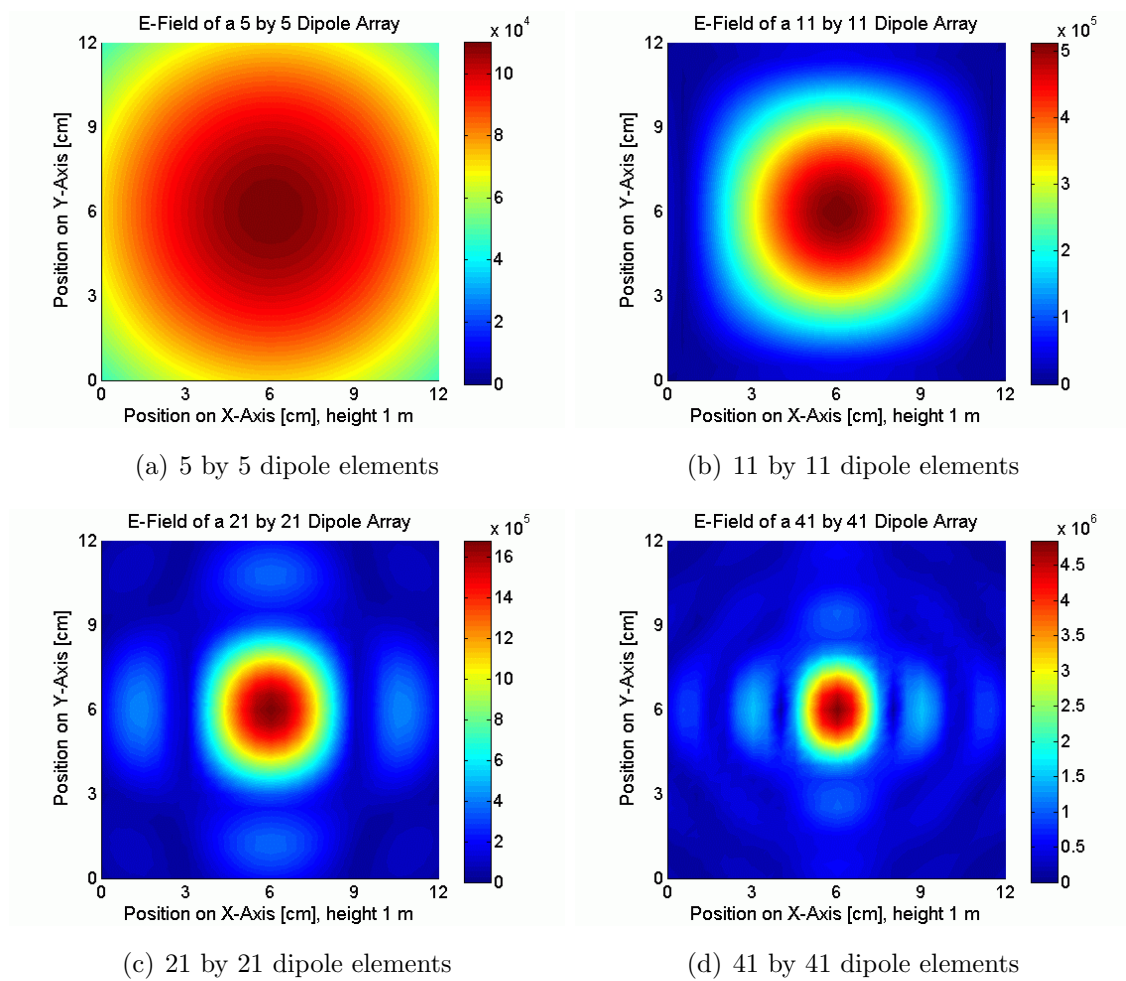 E-Field of a 5 by 5 Dipole Array
x 10^4
12
9
6
3
0
Position on Y-Axis [cm]
0 3 6 9 12
Position on X-Axis [cm], height 1 m
10
8
6
4
2
0
(a) 5 by 5 dipole elements
E-Field of a 11 by 11 Dipole Array
x 10^5
12
9
6
3
0
Position on Y-Axis [cm]
0 3 6 9 12
Position on X-Axis [cm], height 1 m
5
4
3
2
1
0
(b) 11 by 11 dipole elements
E-Field of a 21 by 21 Dipole Array
x 10^5
12
9
6
3
0
Position on Y-Axis [cm]
0 3 6 9 12
Position on X-Axis [cm], height 1 m
16
14
12
10
8
6
4
2
0
(c) 21 by 21 dipole elements
E-Field of a 41 by 41 Dipole Array
x 10^6
12
9
6
3
0
Position on Y-Axis [cm]
0 3 6 9 12
Position on X-Axis [cm], height 1 m
4.5
4
3.5
3
2.5
2
1.5
1
0.5
0
(d) 41 by 41 dipole elements